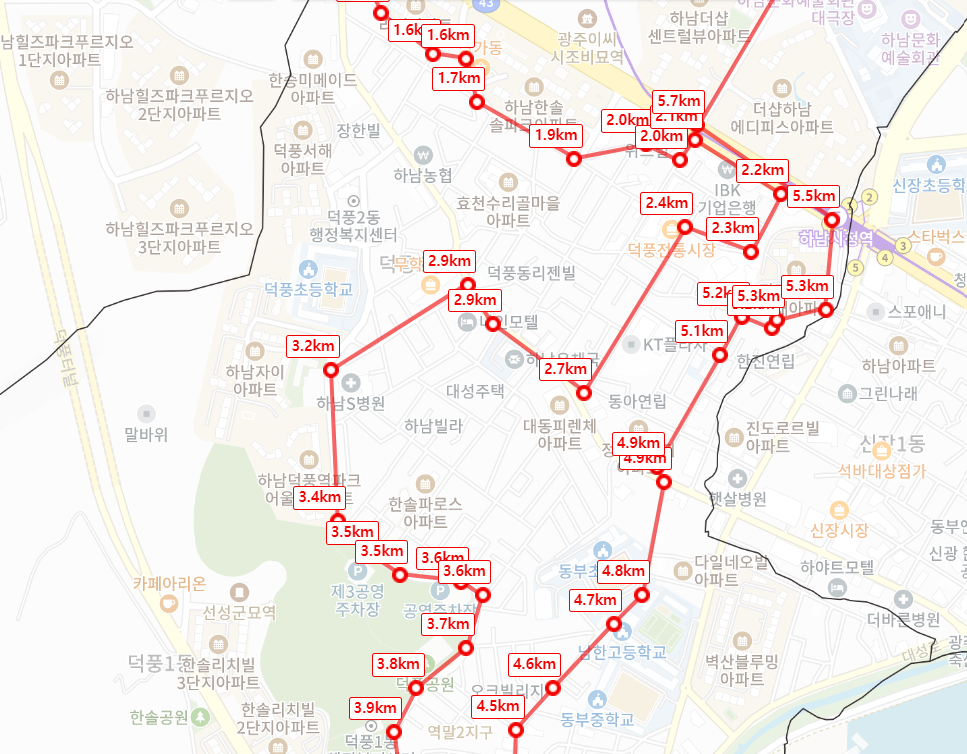 43
하남더샵
센트럴뷰아파트
대극장
광주이씨
시조비묘역
하남문화
예술회관
1.6km
가동
남힐즈파크푸르지오
1단지아파트
1.7km
한승미메이드
아파트
하남힐즈파크푸르지오
2단지아파트
하남한솔
5.7km
2.0km
2.1km
더샵하남
에디피스아파트
장한빌
1.9km
2.0km
덕풍서해
아파트
하남농협
2.2km
IBK
기업은행
신장초등학
5.5km
2
효천수리골마을
아파트
2.4km
덕풍2동
행정복지센터
하남힐즈파크푸르지오
3단지아파트
2.3km
덕풍전통시장
하남시청역
스타벅스
3
4
5
2.9km
덕풍동리젠빌
덕풍초등학교
2.9km
5.3km
5.3km
스포애니
5.1km
KT플라자
3.2km
하남자이
아파트
2.7km
한진연립
하남아파트
그린나래
대성주택
동아연립
하남S병원
하남빌라
대동피렌체
아파트
말바위
덕풍터널
진도로르빌
아파트
신장1동
석바대상점가
4.9km
4.9km
하남덕풍역파크
3.4km
한솔파로스
아파트
햇살병원
신장시장
3.5km
3.5km
3.6km
3.6km
제3공영
주차장
공영주차장
4.8km
다일네오빌
아파트
하야트모텔
카페아리온
선성군묘역
4.7km
더바른병원
3.7km
남한고등학교
3.8km
4.6km
벽산블루밍
아파트
한솔리치빌
3단지아파트
3.9km
4.5km
한솔공원
한솔리치빌
2단지아파트
역말2지구
동부중학교
덕풍1동